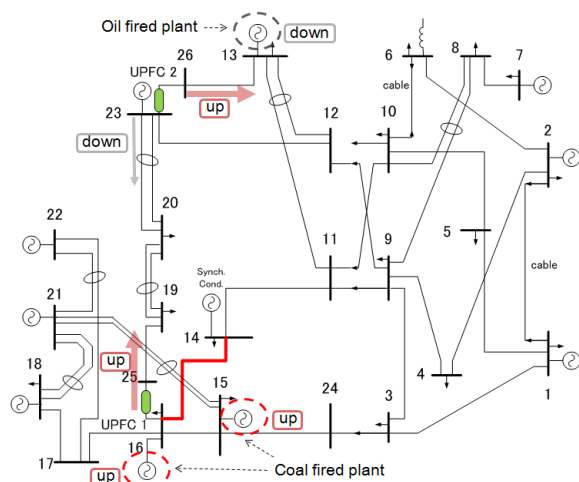 Oil fired plant
down
13
6
8
7
26
UPFC 2
cable
up
23
12
10
2
down
22
20
5
11
9
cable
21
Synch.
Cond.
19
14
18
up
25
15
4
1
UPFC 1
up
24
3
16
17
up
Coal fired plant